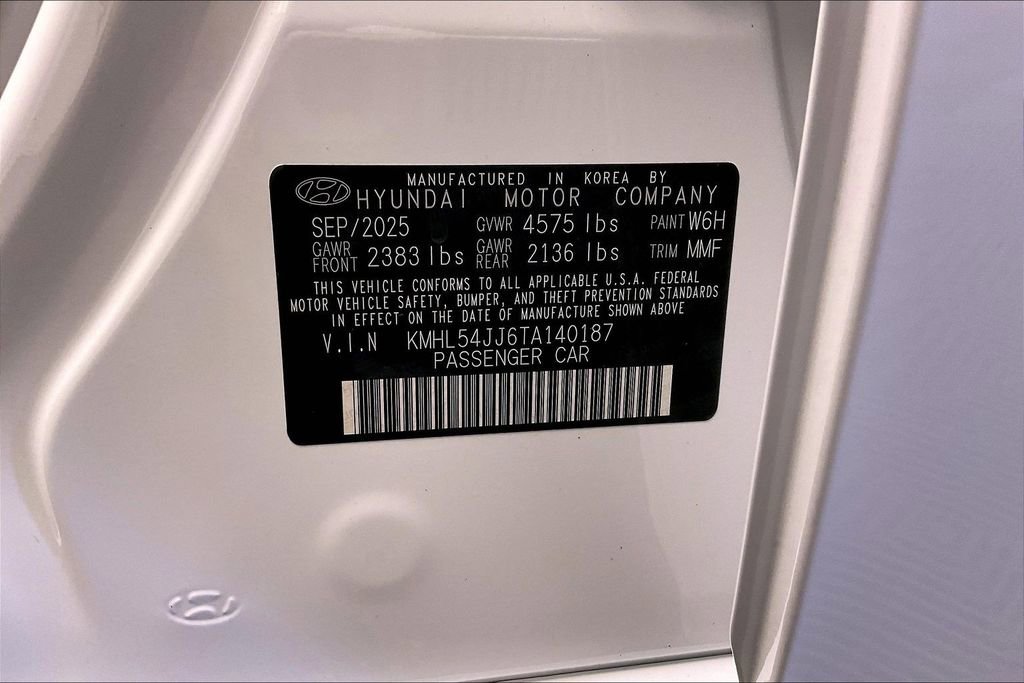 MANUFACTURED IN KOREA BY
HYUNDAI MOTOR COMPANY
SEP/2025 GVWR 4575 lbs PAINT W6H
GAWR FRONT 2383 lbs GAWR REAR 2136 lbs TRIM MMF
THIS VEHICLE CONFORMS TO ALL APPLICABLE U.S.A. FEDERAL
MOTOR VEHICLE SAFETY, BUMPER, AND THEFT PREVENTION STANDARDS
IN EFFECT ON THE DATE OF MANUFACTURE SHOWN ABOVE
V.I.N KMHL54JJ6TA140187
PASSENGER CAR